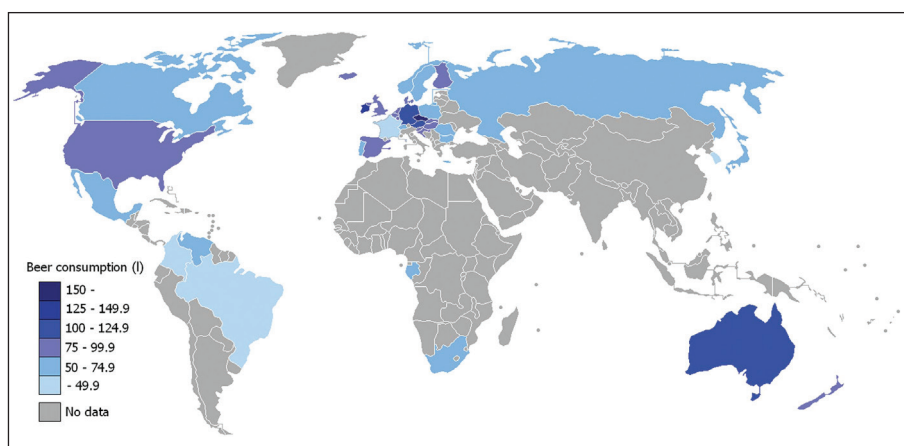 Beer consumption (l)
150 -
125 - 149.9
100 - 124.9
75 - 99.9
50 - 74.9
- 49.9
No data